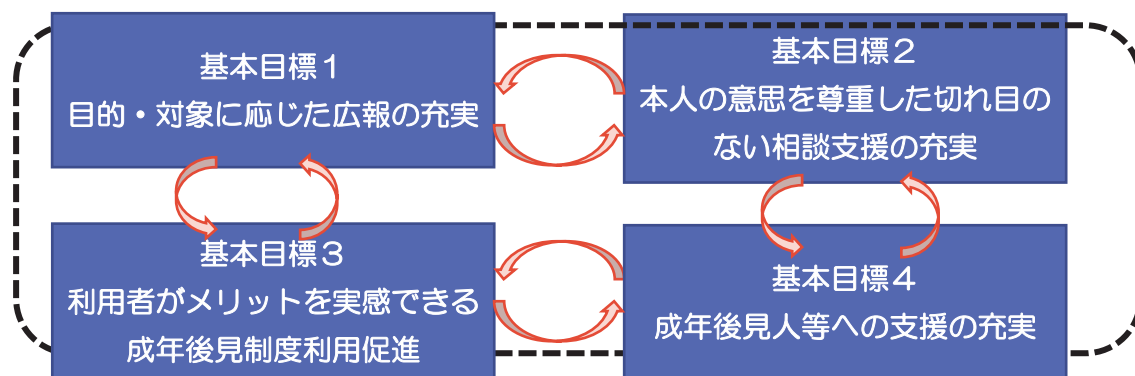 基本目標1
目的・対象に応じた広報の充実
基本目標2
本人の意思を尊重した切れ目の
ない相談支援の充実
基本目標3
利用者がメリットを実感できる
成年後見制度利用促進
基本目標4
成年後見人等への支援の充実